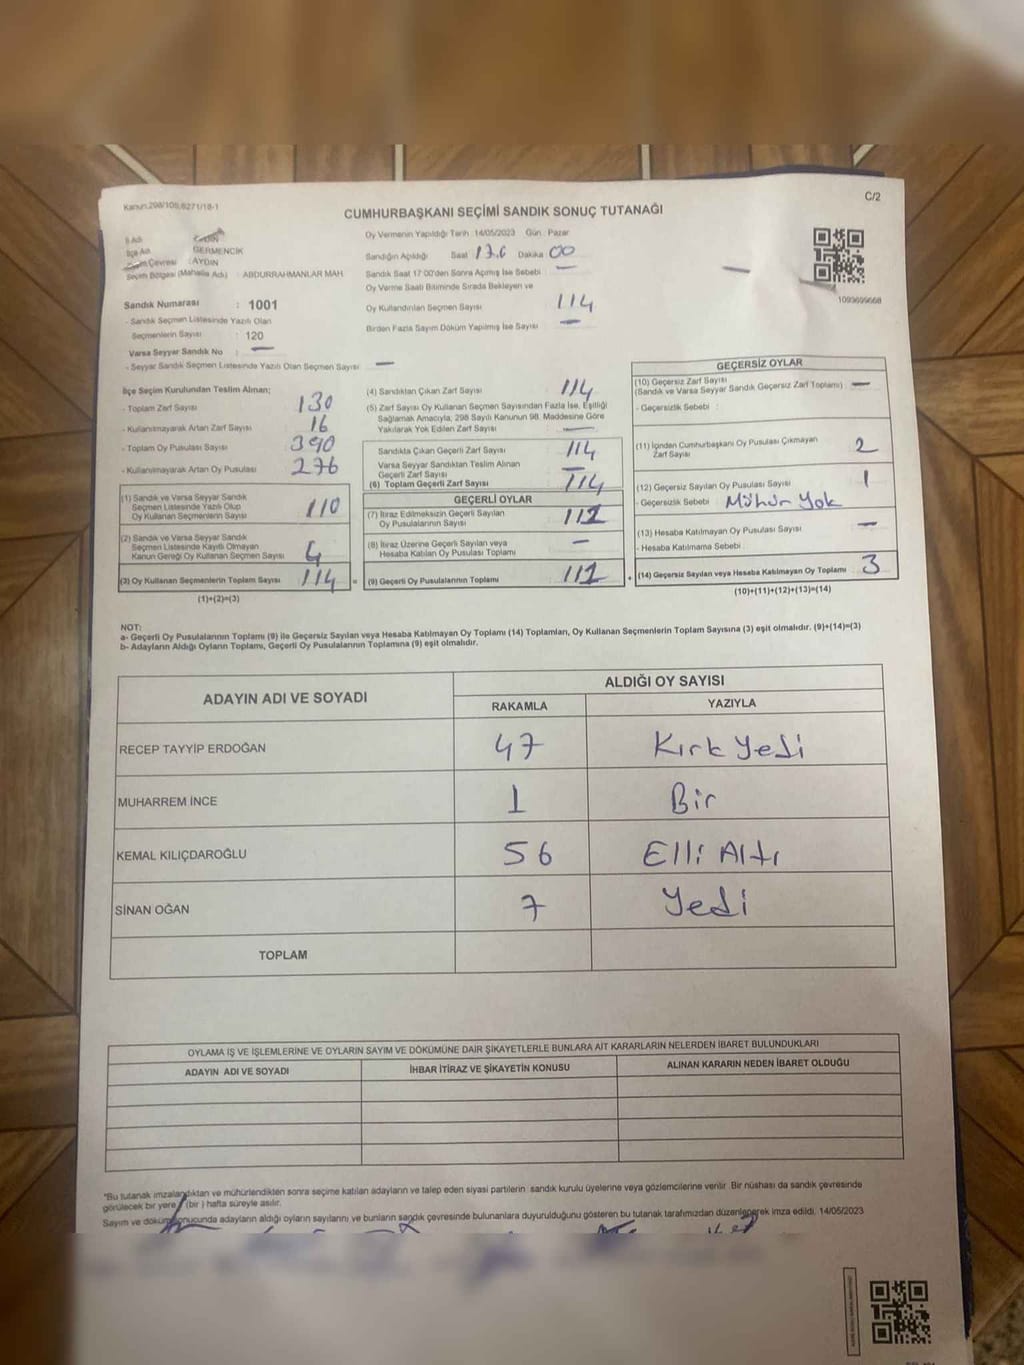 Kanun.298/105,6271/18-1
C/2
CUMHURBAŞKANI SEÇİMİ SANDIK SONUÇ TUTANAĞI
İl Adı : AYDIN
İlçe Adı : GERMENCİK
Seçim Çevresi : AYDIN
Seçim Bölgesi (Mahalle Adı) : ABDURRAHMANLAR MAH.
Sandık Numarası : 1001
- Sandık Seçmen Listesinde Yazılı Olan
Seçmenlerin Sayısı : 120
Varsa Seyyar Sandık No : —
- Seyyar Sandık Seçmen Listesinde Yazılı Olan Seçmen Sayısı : —
Oy Vermenin Yapıldığı Tarih :14/05/2023 Gün : Pazar
Sandığın Açıldığı Saat Dakika 00
Sandık Saat 17:00'den Sonra Açılmış İse Sebebi —
Oy Verme Saati Bitiminde Sırada Bekleyen ve
Oy Kullandırılan Seçmen Sayısı 114
Birden Fazla Sayım Döküm Yapılmış İse Sayısı —
İlçe Seçim Kurulundan Teslim Alınan;
- Toplam Zarf Sayısı 130
- Kullanılmayarak Artan Zarf Sayısı 16
- Toplam Oy Pusulası Sayısı 390
- Kullanılmayarak Artan Oy Pusulası 276
(1) Sandık ve Varsa Seyyar Sandık
Seçmen Listesinde Yazılı Olup
Oy Kullanan Seçmenlerin Sayısı 110
(2) Sandık ve Varsa Seyyar Sandık
Seçmen Listesinde Kayıtlı Olmayan
Kanun Gereği Oy Kullanan Seçmen Sayısı 4
(3) Oy Kullanan Seçmenlerin Toplam Sayısı 114
(1)+(2)=(3)
(4) Sandıktan Çıkan Zarf Sayısı 114
(5) Zarf Sayısı Oy Kullanan Seçmen Sayısından Fazla İse, Eşitliği
Sağlamak Amacıyla; 298 Sayılı Kanunun 98. Maddesine Göre
Yakılarak Yok Edilen Zarf Sayısı —
Sandıkta Çıkan Geçerli Zarf Sayısı 114
Varsa Seyyar Sandıktan Teslim Alınan
Geçerli Zarf Sayısı —
(6) Toplam Geçerli Zarf Sayısı 114
GEÇERLİ OYLAR
(7) İtiraz Edilmeksizin Geçerli Sayılan
Oy Pusulalarının Sayısı 111
(8) İtiraz Üzerine Geçerli Sayılan veya
Hesaba Katılan Oy Pusulası Toplamı —
(9) Geçerli Oy Pusulalarının Toplamı 111
1093699668
GEÇERSİZ OYLAR
(10) Geçersiz Zarf Sayısı
(Sandık ve Varsa Seyyar Sandık Geçersiz Zarf Toplamı) —
- Geçersizlik Sebebi :
(11) İçinden Cumhurbaşkanı Oy Pusulası Çıkmayan
Zarf Sayısı 2
(12) Geçersiz Sayılan Oy Pusulası Sayısı 1
- Geçersizlik Sebebi : Mühür Yok
(13) Hesaba Katılmayan Oy Pusulası Sayısı —
- Hesaba Katılmama Sebebi
(14) Geçersiz Sayılan veya Hesaba Katılmayan Oy Toplamı 3
(10)+(11)+(12)+(13)=(14)
NOT:
a- Geçerli Oy Pusulalarının Toplamı (9) ile Geçersiz Sayılan veya Hesaba Katılmayan Oy Toplamı (14) Toplamları, Oy Kullanan Seçmenlerin Toplam Sayısına (3) eşit olmalıdır. (9)+(14)=(3)
b- Adayların Aldığı Oyların Toplamı, Geçerli Oy Pusulalarının Toplamına (9) eşit olmalıdır.
ADAYIN ADI VE SOYADI
ALDIĞI OY SAYISI
RAKAMLA YAZIYLA
RECEP TAYYİP ERDOĞAN 47 Kırk Yedi
MUHARREM İNCE 1 Bir
KEMAL KILIÇDAROĞLU 56 Elli Altı
SİNAN OĞAN 7 Yedi
TOPLAM
OYLAMA İŞ VE İŞLEMLERİNE VE OYLARIN SAYIM VE DÖKÜMÜNE DAİR ŞİKAYETLERLE BUNLARA AİT KARARLARIN NELERDEN İBARET BULUNDUKLARI
ADAYIN ADI VE SOYADI İHBAR İTİRAZ VE ŞİKAYETİN KONUSU ALINAN KARARIN NEDEN İBARET OLDUĞU
*Bu tutanak imzalandıktan ve mühürlendikten sonra seçime katılan adayların ve talep eden siyasi partilerin sandık kurulu üyelerine veya gözlemcilerine verilir. Bir nüshası da sandık çevresinde
görülecek bir yere 1 (bir ) hafta süreyle asılır.
Sayım ve döküm sonucunda adayların aldığı oyların sayılarını ve bunların sandık çevresinde bulunanlara duyurulduğunu gösteren bu tutanak tarafımızdan düzenlenerek imza edildi. 14/05/2023